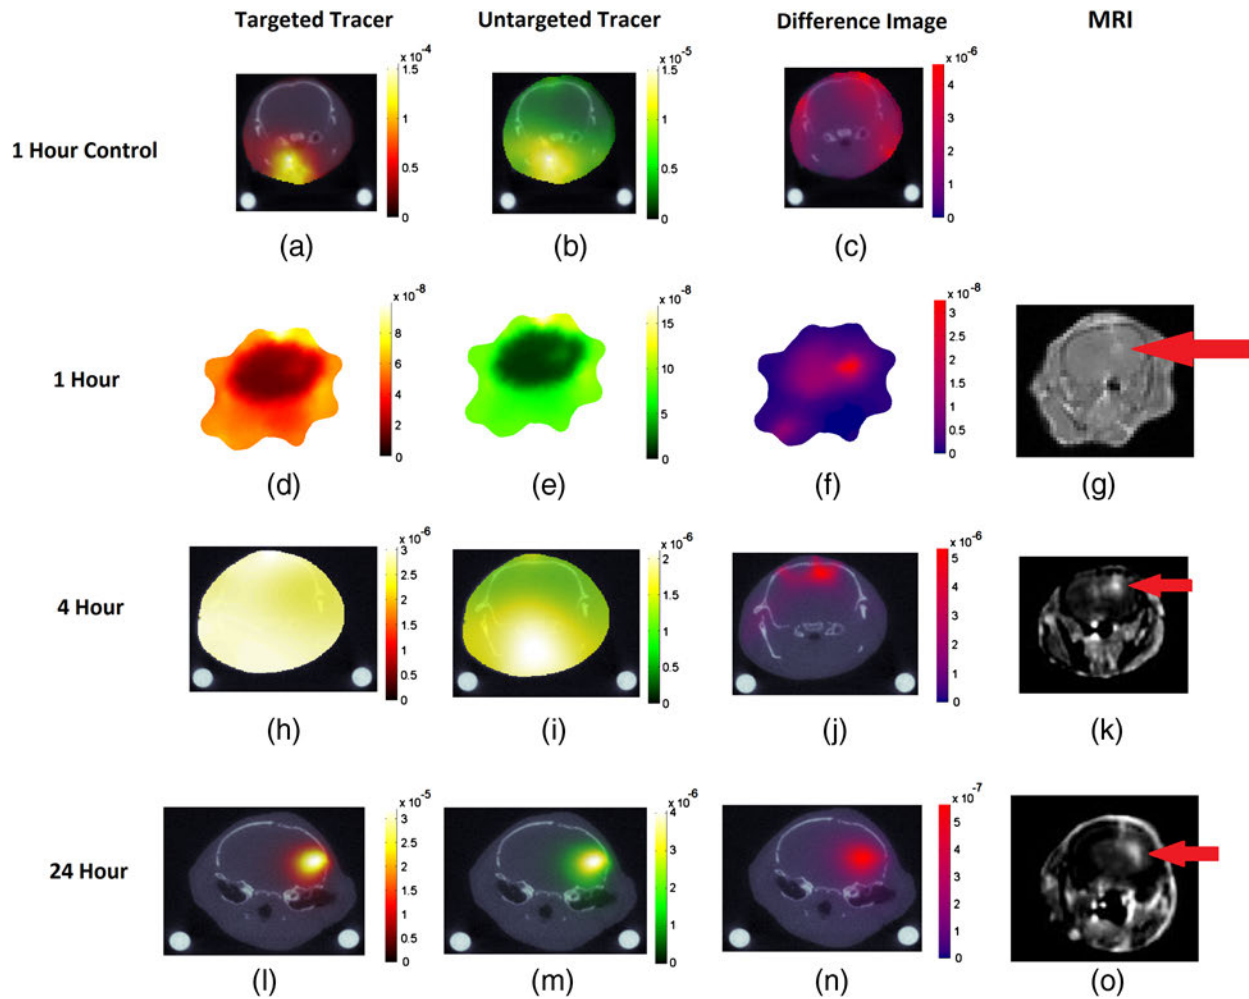 Targeted Tracer Untargeted Tracer Difference Image MRI
1 Hour Control
x 10⁻⁴
1.5
1
0.5
0
(a)
x 10⁻⁵
1.5
1
0.5
0
(b)
x 10⁻⁶
4
3
2
1
0
(c)
1 Hour
x 10⁻⁸
8
6
4
2
0
(d)
x 10⁻⁸
15
10
5
0
(e)
x 10⁻⁸
3
2.5
2
1.5
1
0.5
0
(f)
(g)
4 Hour
x 10⁻⁶
3
2.5
2
1.5
1
0.5
0
(h)
x 10⁻⁶
2
1.5
1
0.5
0
(i)
x 10⁻⁶
5
4
3
2
1
0
(j)
(k)
24 Hour
x 10⁻⁵
3
2.5
2
1.5
1
0.5
0
(l)
x 10⁻⁶
4
3
2
1
0
(m)
x 10⁻⁷
5
4
3
2
1
0
(n)
(o)